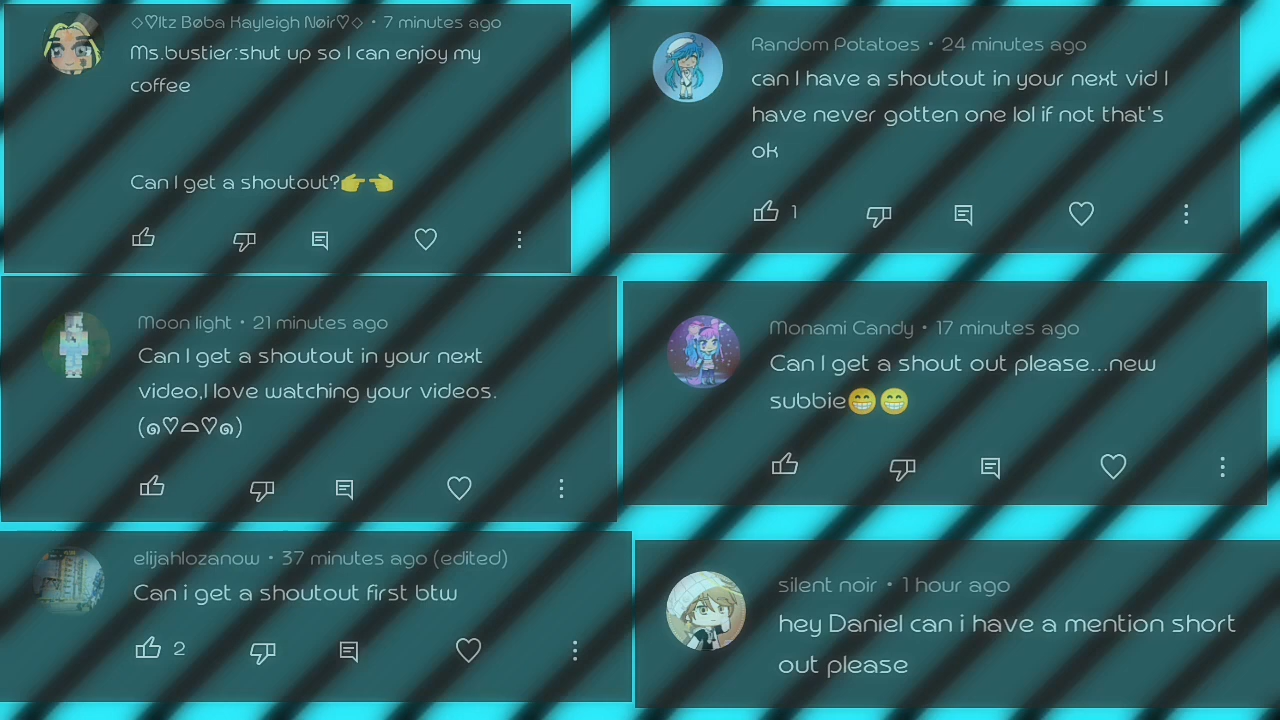 ◇♡Itz Bøba Kayleigh Nøir♡◇ • 7 minutes ago
Ms.bustier:shut up so I can enjoy my
coffee
Can I get a shoutout?👉👈
Random Potatoes • 24 minutes ago
can I have a shoutout in your next vid I
have never gotten one lol if not that's
ok
1
Moon light • 21 minutes ago
Can I get a shoutout in your next
video,I love watching your videos.
(๑♡⌓♡๑)
Monami Candy • 17 minutes ago
Can I get a shout out please...new
subbie😁😁
elijahlozanow • 37 minutes ago (edited)
Can i get a shoutout first btw
2
silent noir • 1 hour ago
hey Daniel can i have a mention short
out please